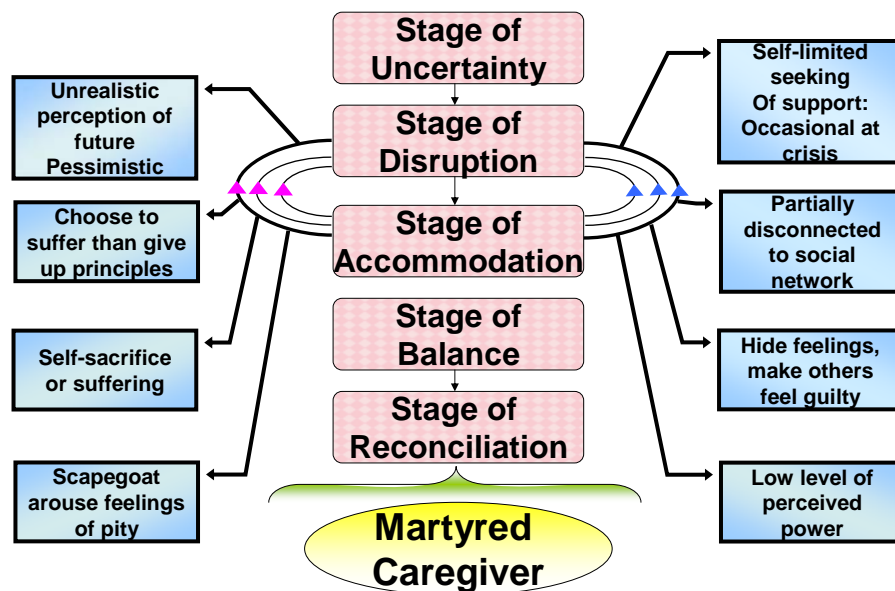 Stage of
Uncertainty
Stage of
Disruption
Stage of
Accommodation
Stage of
Balance
Stage of
Reconciliation
Martyred
Caregiver
Unrealistic
perception of
future
Pessimistic
Choose to
suffer than give
up principles
Self-sacrifice
or suffering
Scapegoat
arouse feelings
of pity
Self-limited
seeking
Of support:
Occasional at
crisis
Partially
disconnected
to social
network
Hide feelings,
make others
feel guilty
Low level of
perceived
power